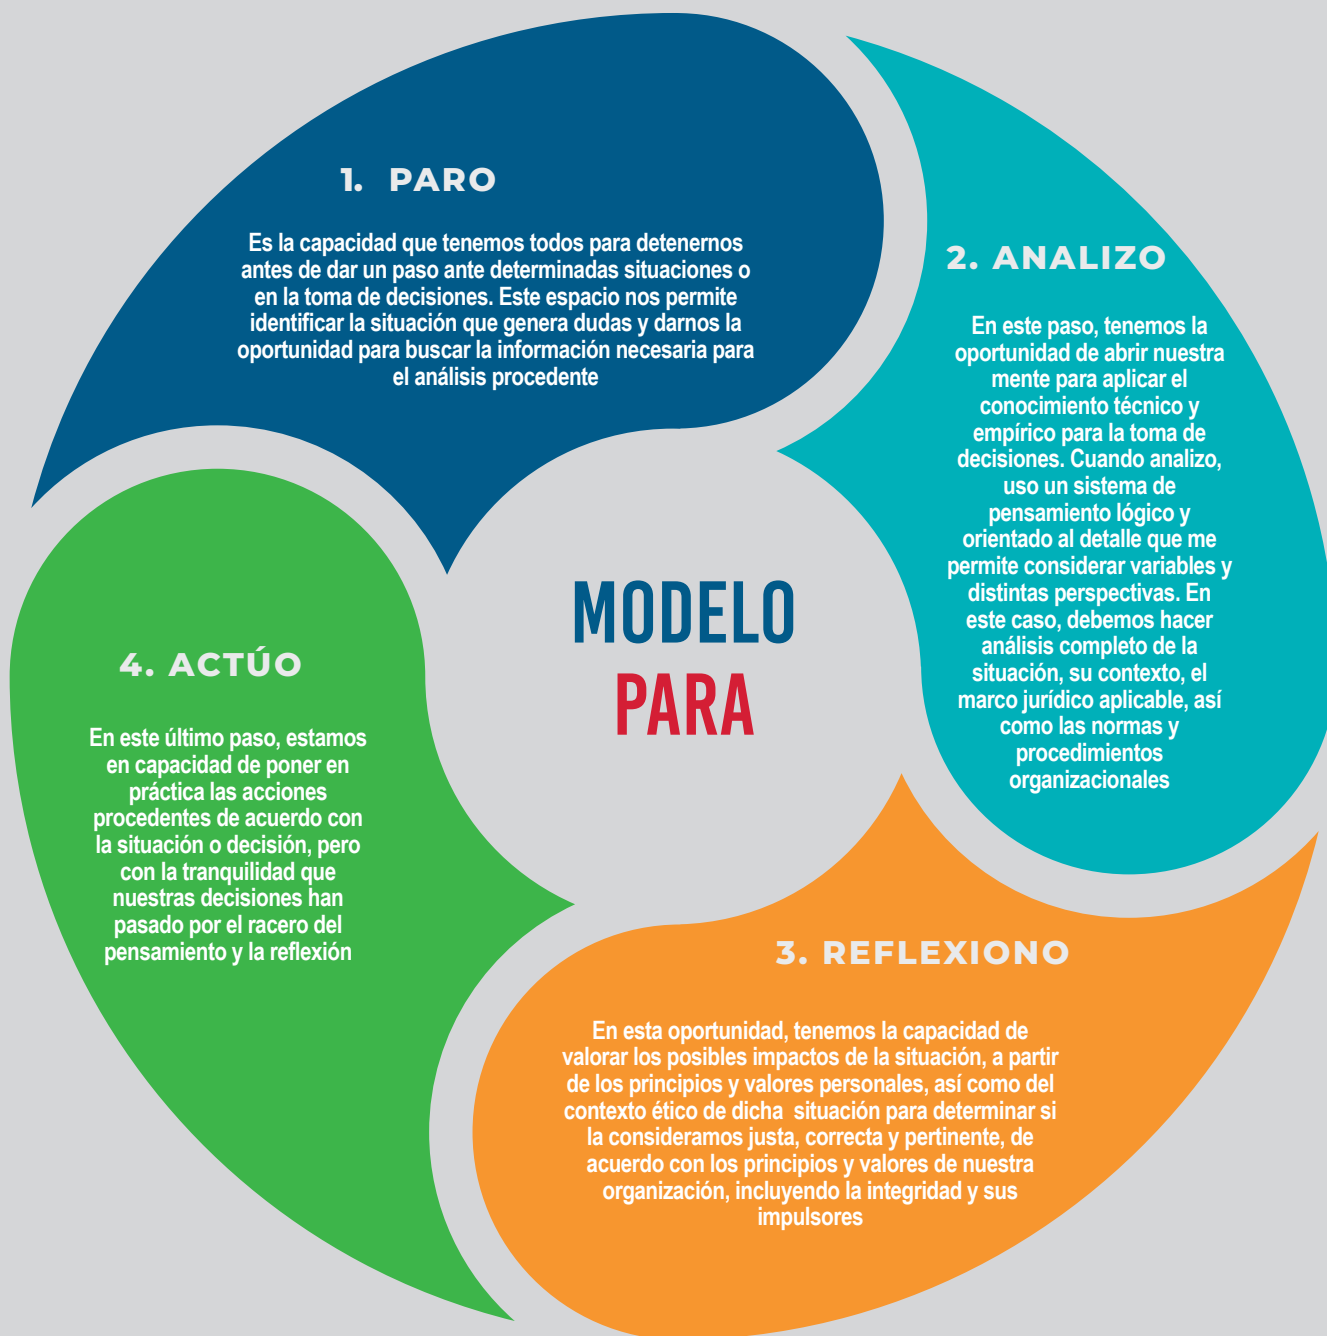 1. PARO
Es la capacidad que tenemos todos para detenernos
antes de dar un paso ante determinadas situaciones o
en la toma de decisiones. Este espacio nos permite
identificar la situación que genera dudas y darnos la
oportunidad para buscar la información necesaria para
el análisis procedente
2. ANALIZO
En este paso, tenemos la
oportunidad de abrir nuestra
mente para aplicar el
conocimiento técnico y
empírico para la toma de
decisiones. Cuando analizo,
uso un sistema de
pensamiento lógico y
orientado al detalle que me
permite considerar variables y
distintas perspectivas. En
este caso, debemos hacer
análisis completo de la
situación, su contexto, el
marco jurídico aplicable, así
como las normas y
procedimientos
organizacionales
MODELO
PARA
3. REFLEXIONO
En esta oportunidad, tenemos la capacidad de
valorar los posibles impactos de la situación, a partir
de los principios y valores personales, así como del
contexto ético de dicha situación para determinar si
la consideramos justa, correcta y pertinente, de
acuerdo con los principios y valores de nuestra
organización, incluyendo la integridad y sus
impulsores
4. ACTÚO
En este último paso, estamos
en capacidad de poner en
práctica las acciones
procedentes de acuerdo con
la situación o decisión, pero
con la tranquilidad que
nuestras decisiones han
pasado por el racero del
pensamiento y la reflexión